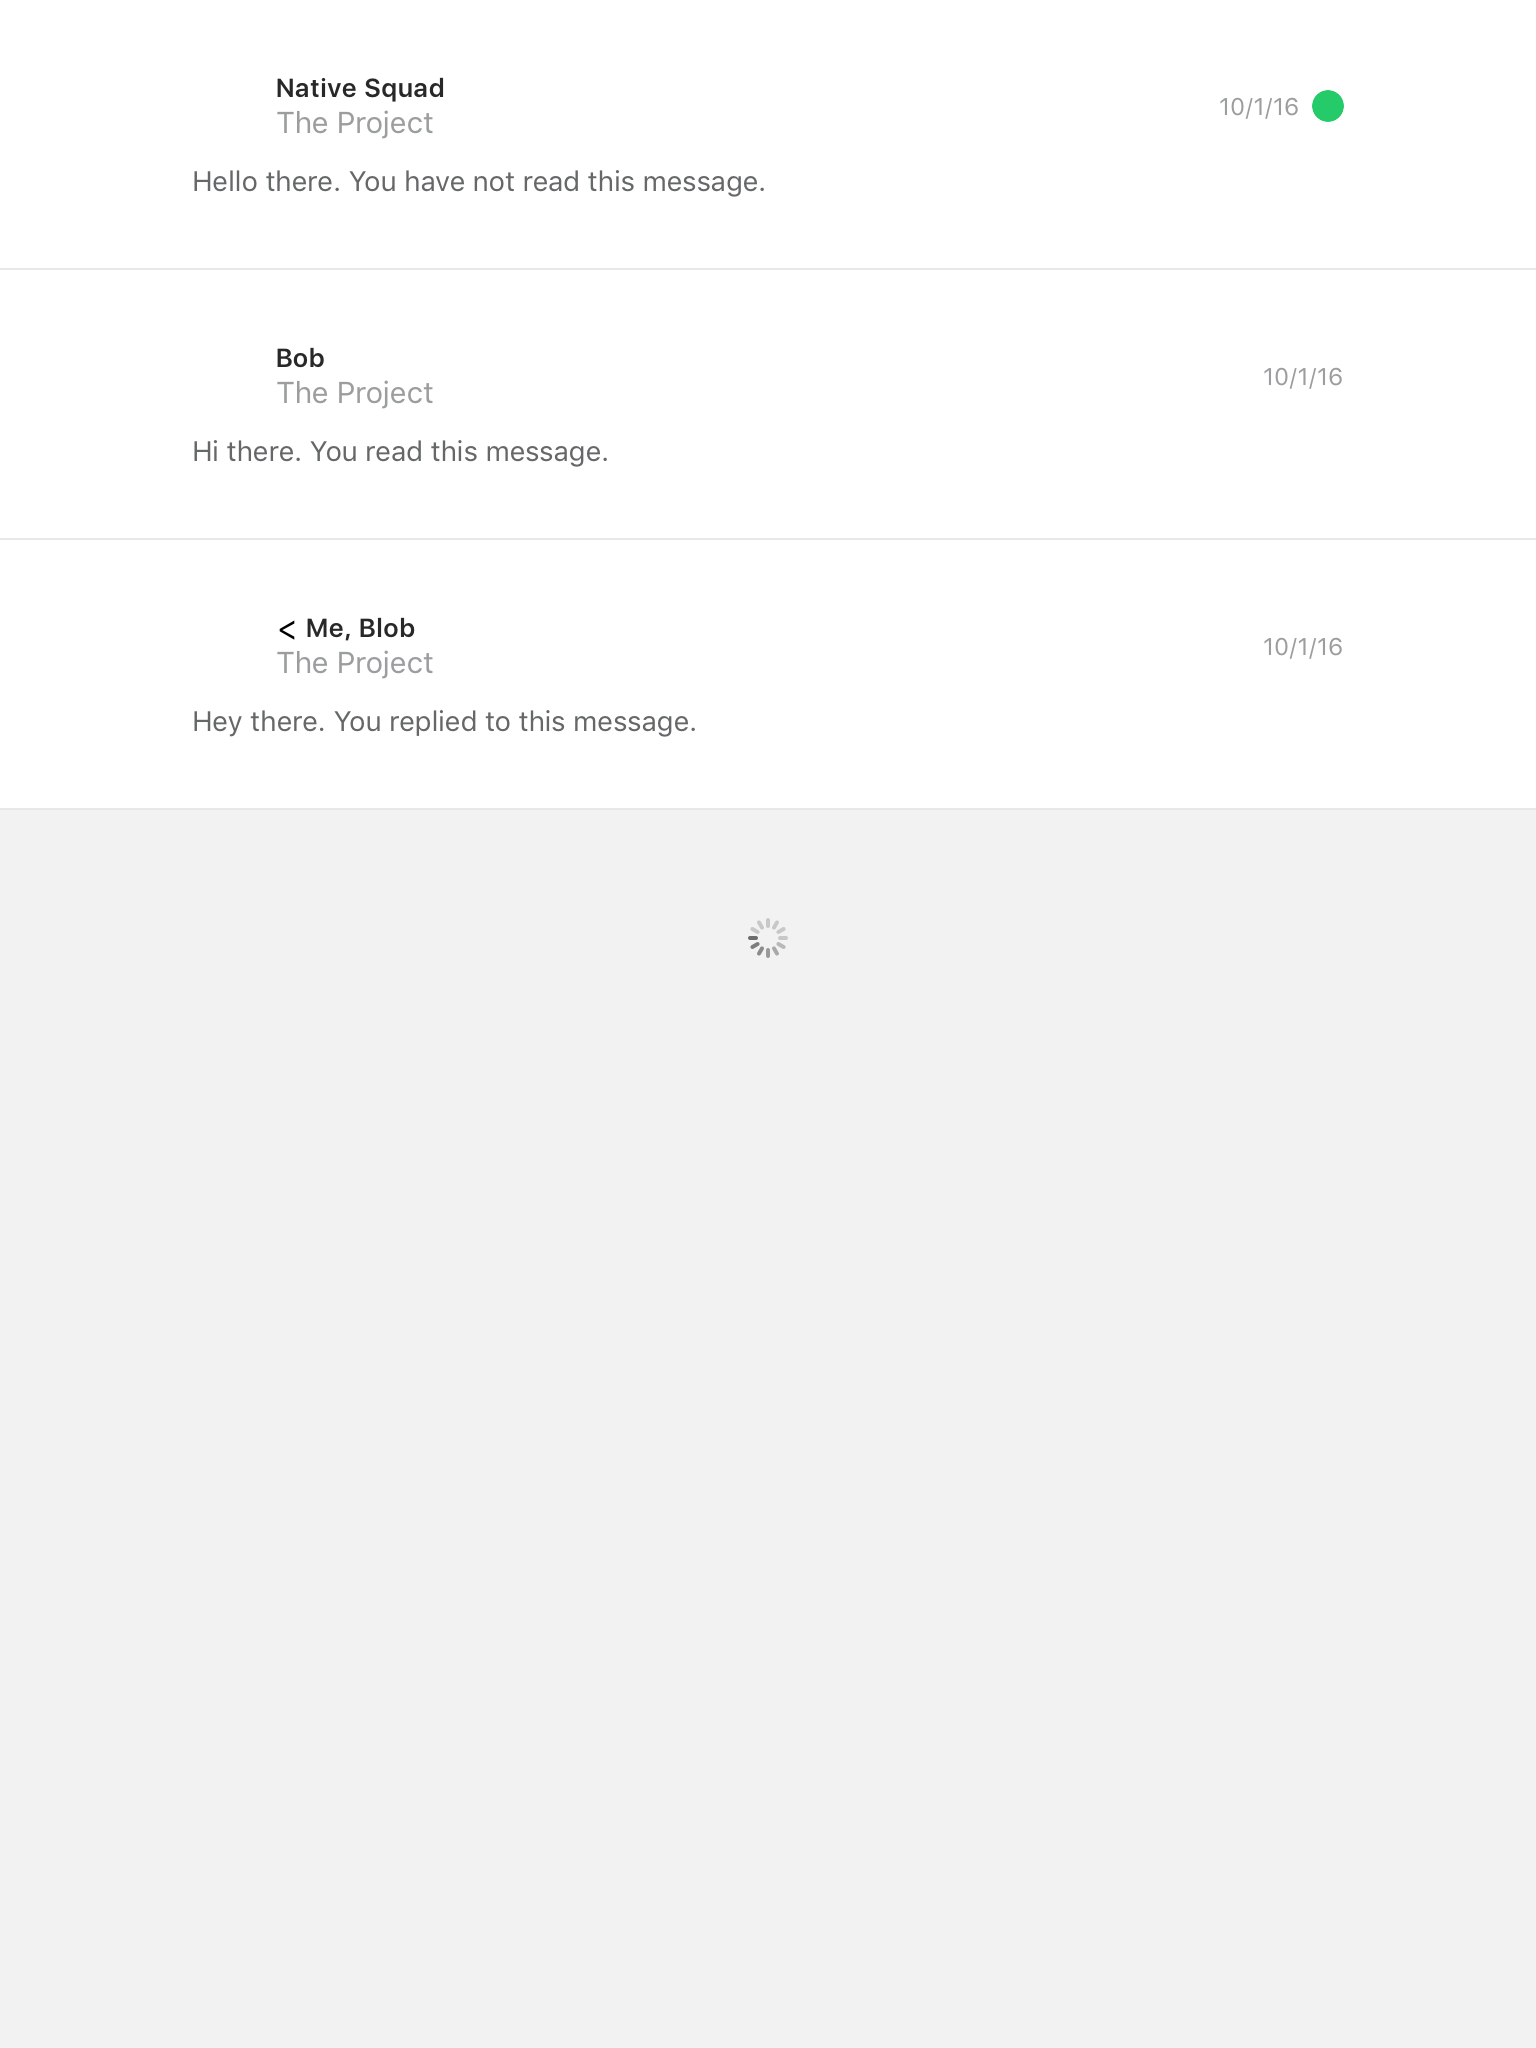 Native Squad
The Project
10/1/16
Hello there. You have not read this message.
Bob
The Project
10/1/16
Hi there. You read this message.
< Me, Blob
The Project
10/1/16
Hey there. You replied to this message.